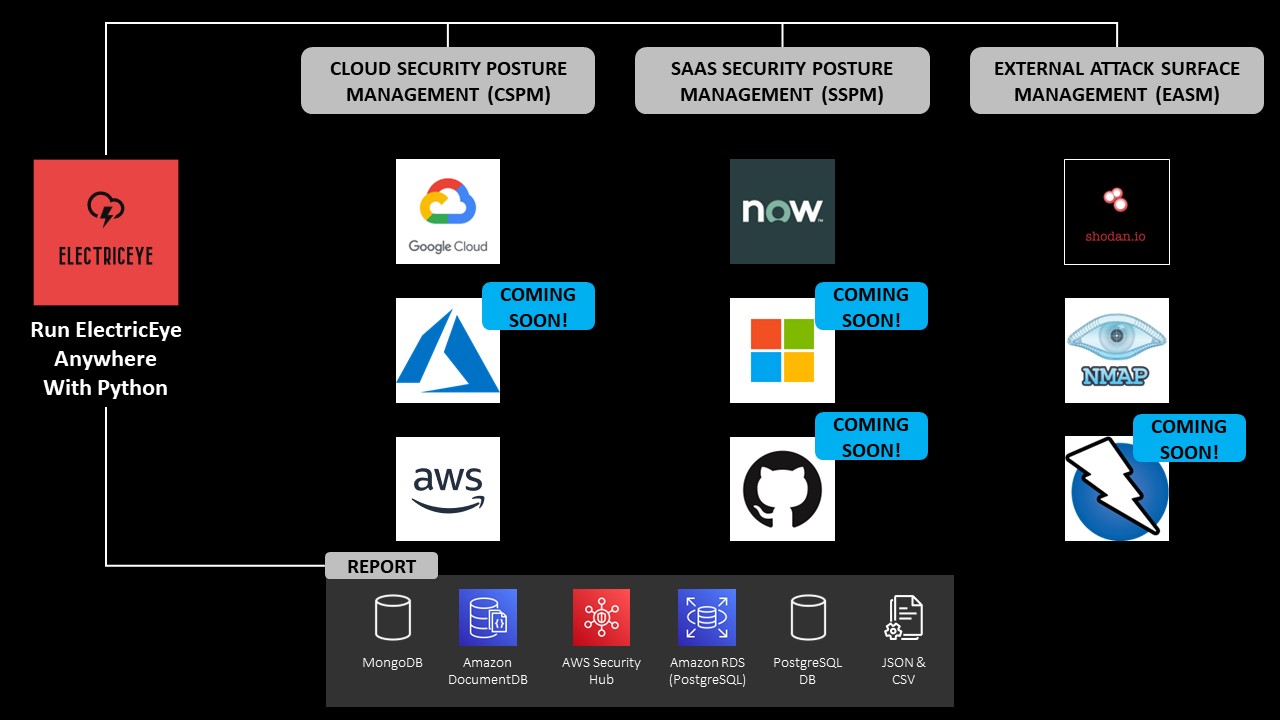 CLOUD SECURITY POSTURE
MANAGEMENT (CSPM)
SAAS SECURITY POSTURE
MANAGEMENT (SSPM)
EXTERNAL ATTACK SURFACE
MANAGEMENT (EASM)
ELECTRICEYE
Run ElectricEye
Anywhere
With Python
Google Cloud
now™
shodan.io
COMING
SOON!
COMING
SOON!
NMAP
aws
COMING
SOON!
COMING
SOON!
REPORT
MongoDB
Amazon
DocumentDB
AWS Security
Hub
Amazon RDS
(PostgreSQL)
PostgreSQL
DB
JSON &
CSV